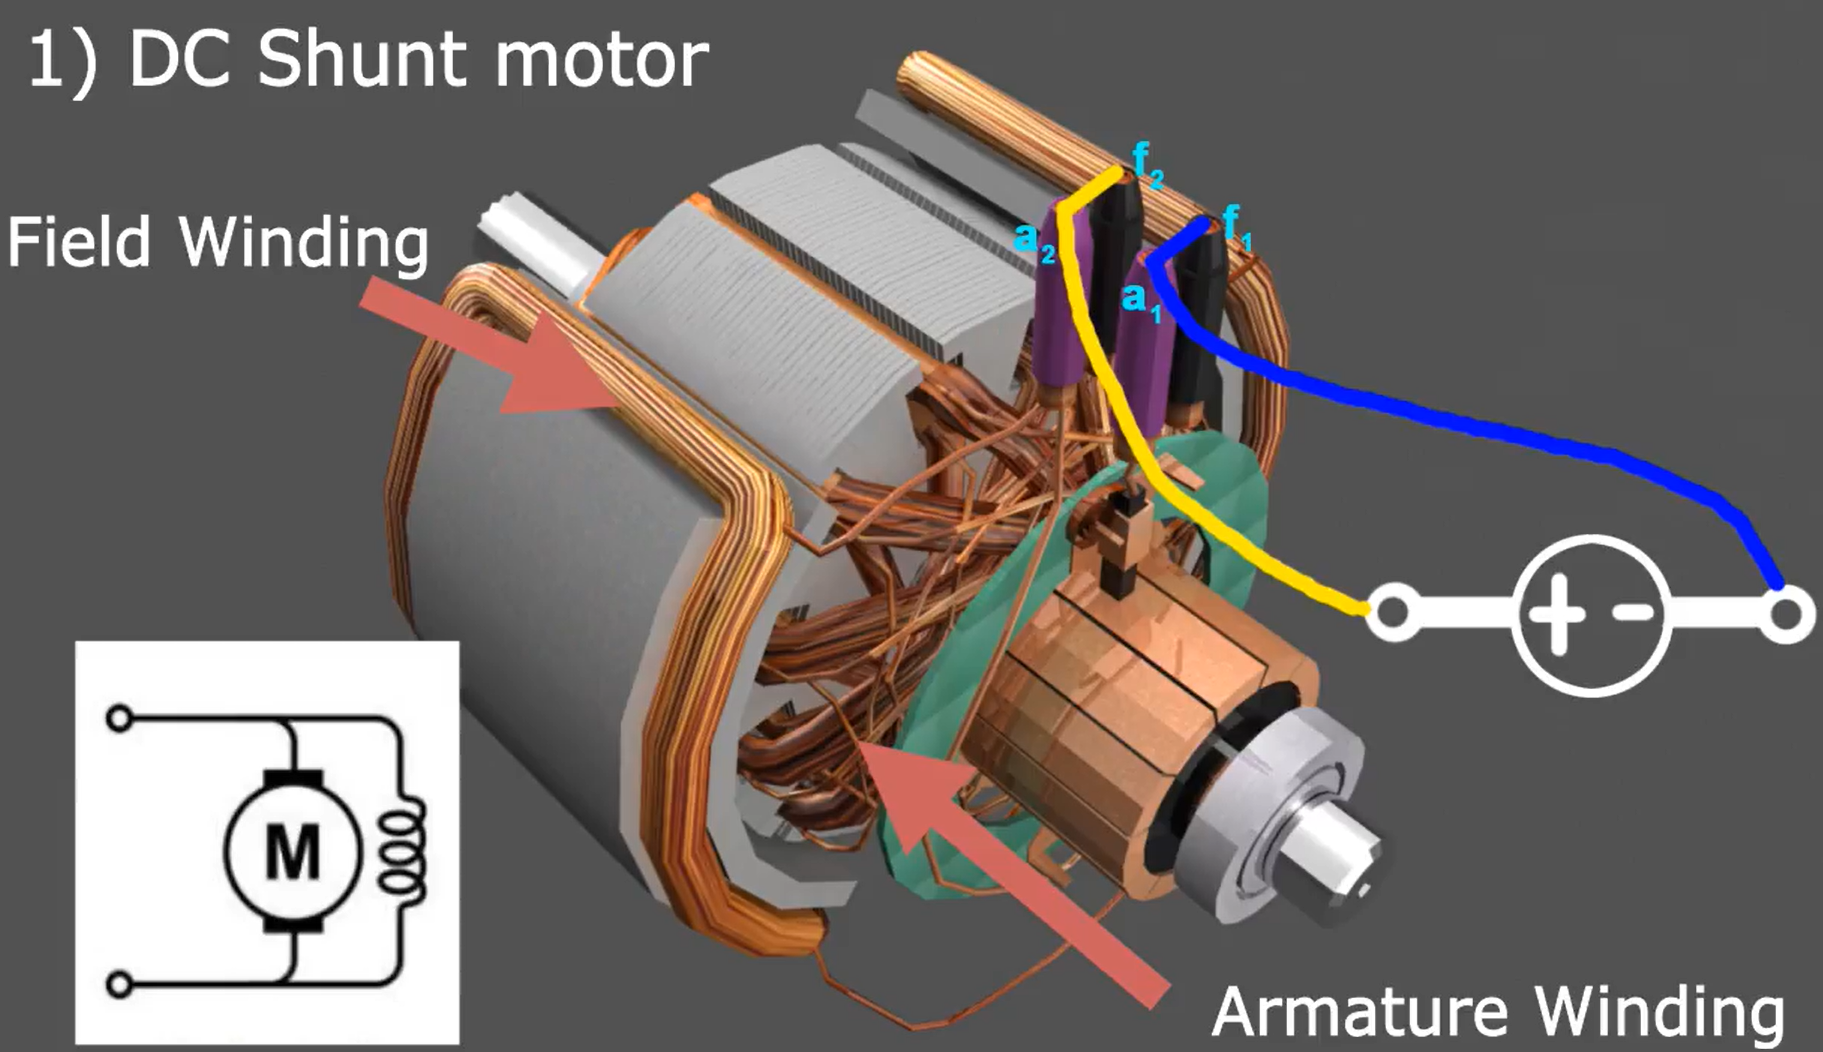 1) DC Shunt motor
f2
Field Winding
f1
a2
a1
+ -
M
Armature Winding